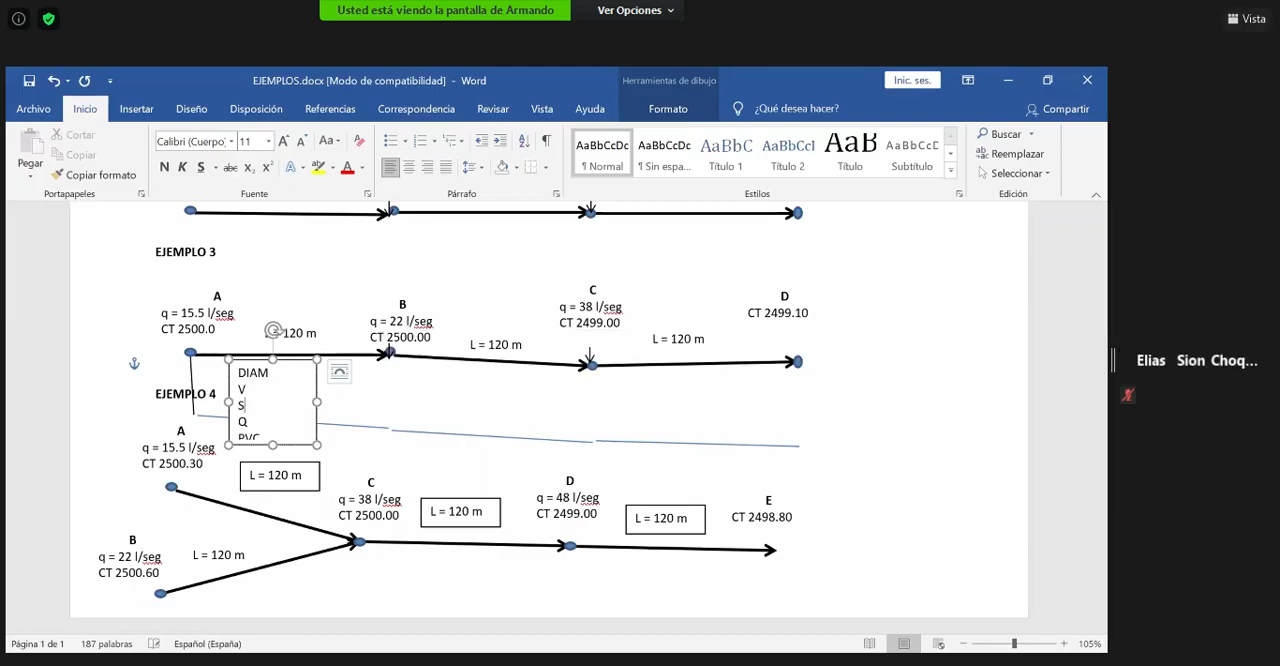 Usted está viendo la pantalla de Armando
Ver Opciones
Vista
EJEMPLOS.docx [Modo de compatibilidad] - Word
Herramientas de dibujo
Inic. ses.
Archivo
Inicio
Insertar
Diseño
Disposición
Referencias
Correspondencia
Revisar
Vista
Ayuda
Formato
¿Qué desea hacer?
Compartir
Pegar
Cortar
Copiar
Copiar formato
Portapapeles
Calibri (Cuerpo)
11
Fuente
Párrafo
AaBbCcDc
¶ Normal
AaBbCcDc
¶ Sin espa...
AaBbC
Título 1
AaBbCcI
Título 2
AaB
Título
AaBbCcD
Subtítulo
Estilos
Buscar
Reemplazar
Seleccionar
Edición
EJEMPLO 3
A
q = 15.5 l/seg
CT 2500.0
120 m
B
q = 22 l/seg
CT 2500.00
L = 120 m
C
q = 38 l/seg
CT 2499.00
L = 120 m
D
CT 2499.10
DIAM
V
S
Q
PVC
EJEMPLO 4
A
q = 15.5 l/seg
CT 2500.30
L = 120 m
B
q = 22 l/seg
CT 2500.60
L = 120 m
C
q = 38 l/seg
CT 2500.00
L = 120 m
D
q = 48 l/seg
CT 2499.00
L = 120 m
E
CT 2498.80
Elias Sion Choq...
Página 1 de 1
187 palabras
Español (España)
105%